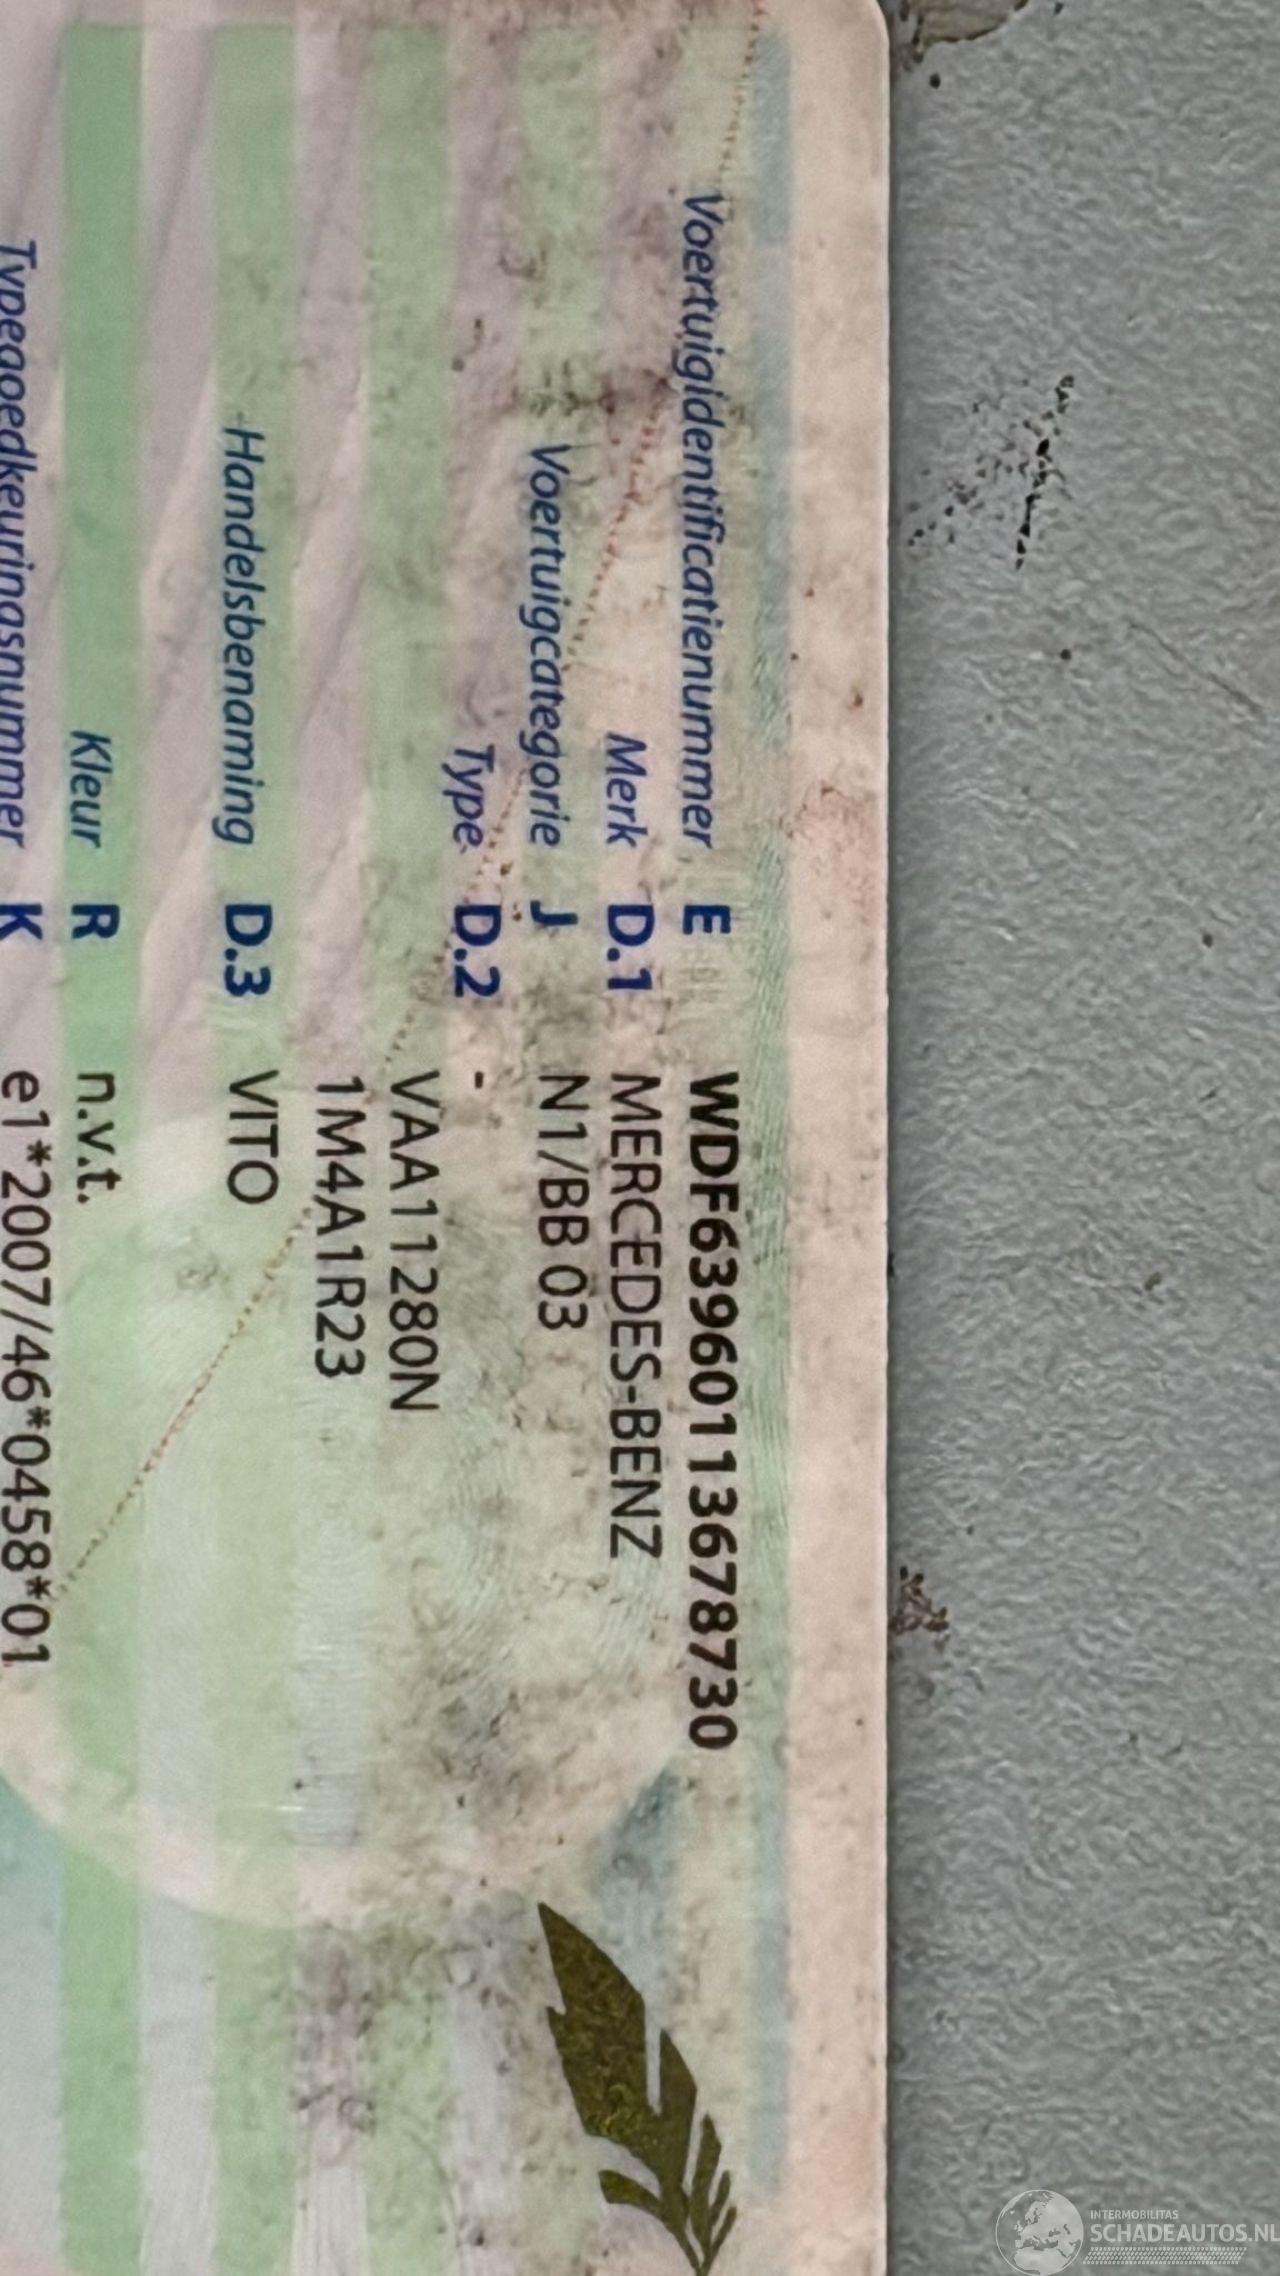 Voertuigidentificatienummer E WDF63960113678730
Merk D.1 MERCEDES-BENZ
Voertuigcategorie J N1/BB 03
Type D.2 -
VAA11280N
1M4A1R23
Handelsbenaming D.3 VITO
Kleur R n.v.t.
Typegoedkeuringsnummer K e1*2007/46*0458*01
INTERMOBILITAS
SCHADEAUTOS.NL